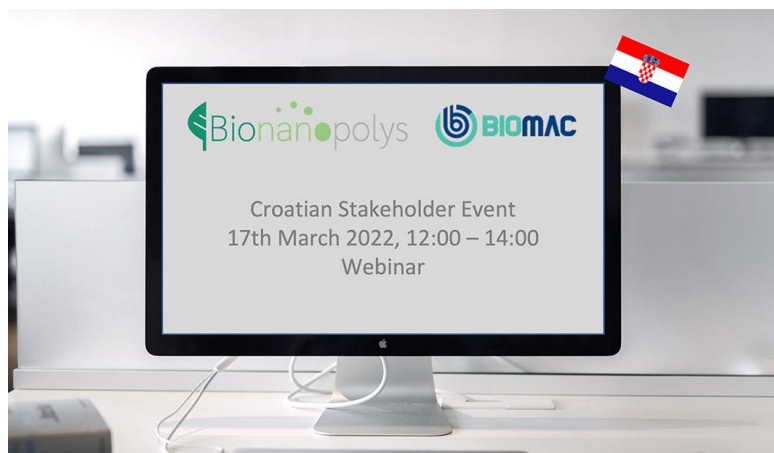 Bionanopolys
BIOMAC
Croatian Stakeholder Event
17th March 2022, 12:00 – 14:00
Webinar